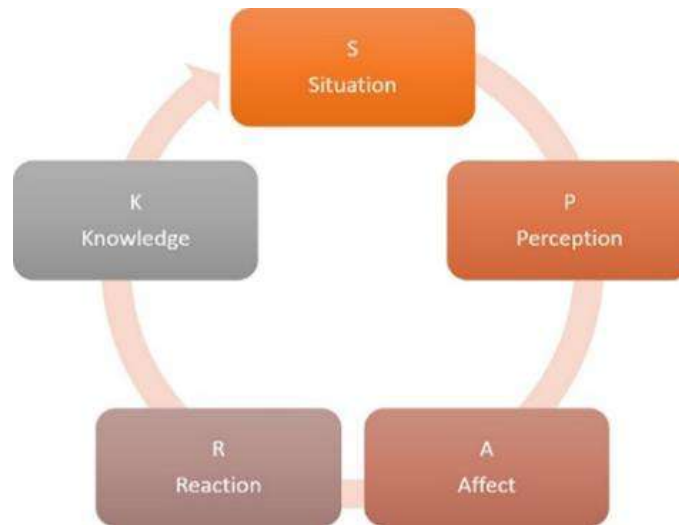 S
Situation
P
Perception
A
Affect
R
Reaction
K
Knowledge